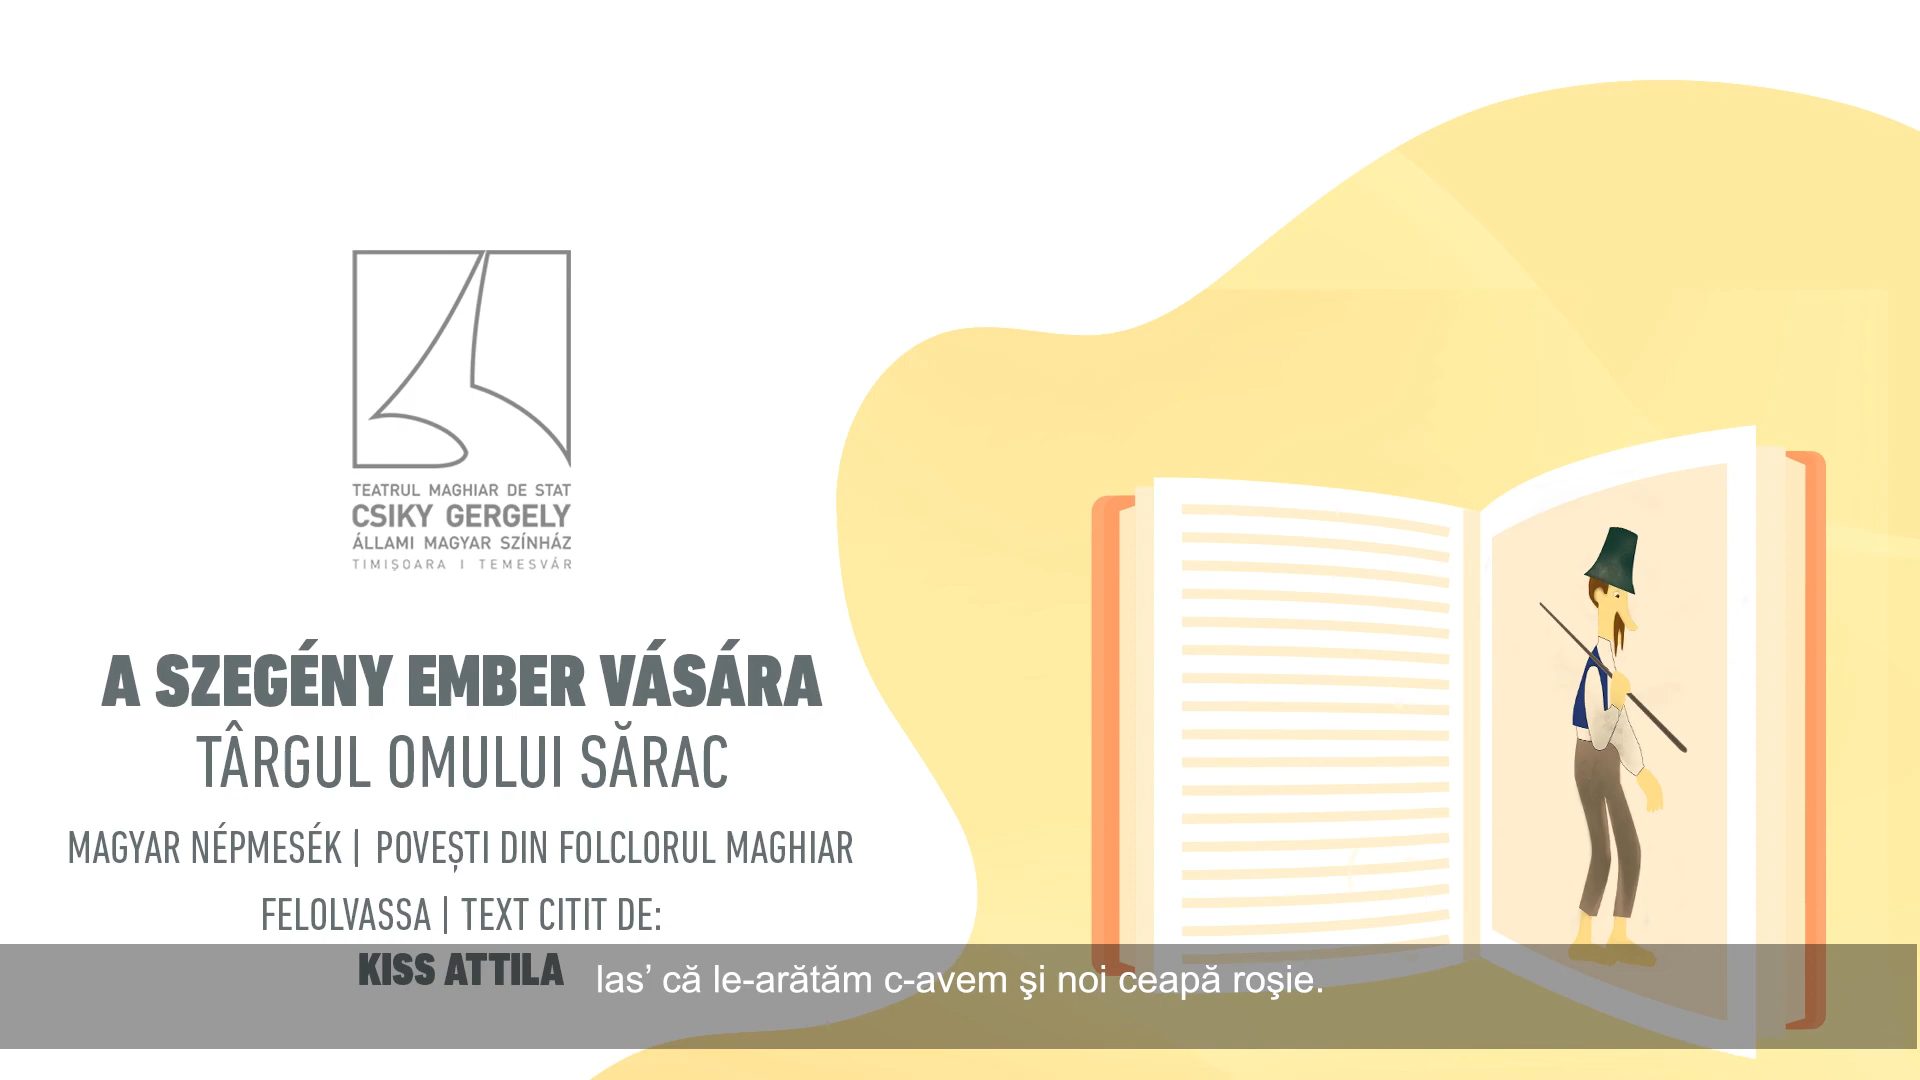 TEATRUL MAGHIAR DE STAT
CSIKY GERGELY
ÁLLAMI MAGYAR SZÍNHÁZ
TIMIȘOARA I TEMESVÁR
A SZEGÉNY EMBER VÁSÁRA
TÂRGUL OMULUI SĂRAC
MAGYAR NÉPMESÉK | POVEȘTI DIN FOLCLORUL MAGHIAR
FELOLVASSA | TEXT CITIT DE:
KISS ATTILA
las’ că le-arătăm c-avem şi noi ceapă roşie.